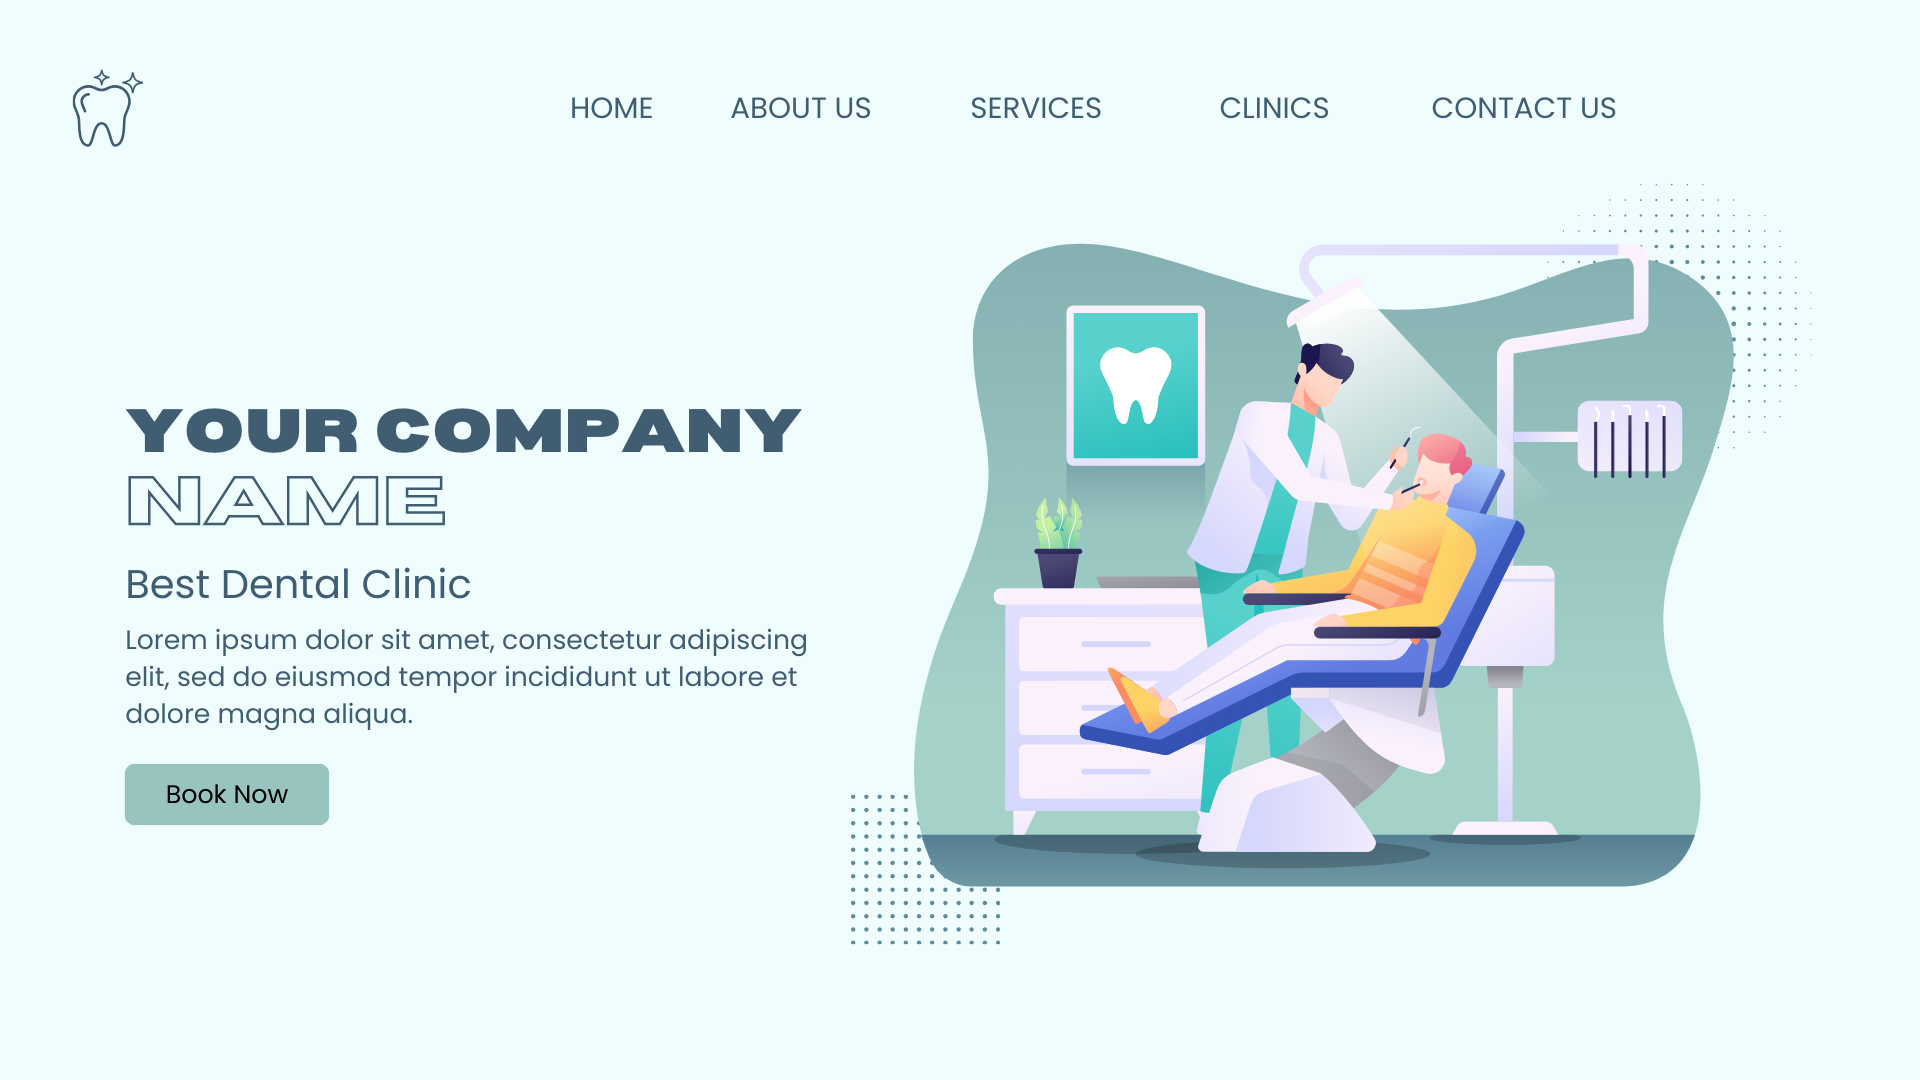 HOME ABOUT US SERVICES CLINICS CONTACT US
YOUR COMPANY
NAME
Best Dental Clinic
Lorem ipsum dolor sit amet, consectetur adipiscing
elit, sed do eiusmod tempor incididunt ut labore et
dolore magna aliqua.
Book Now